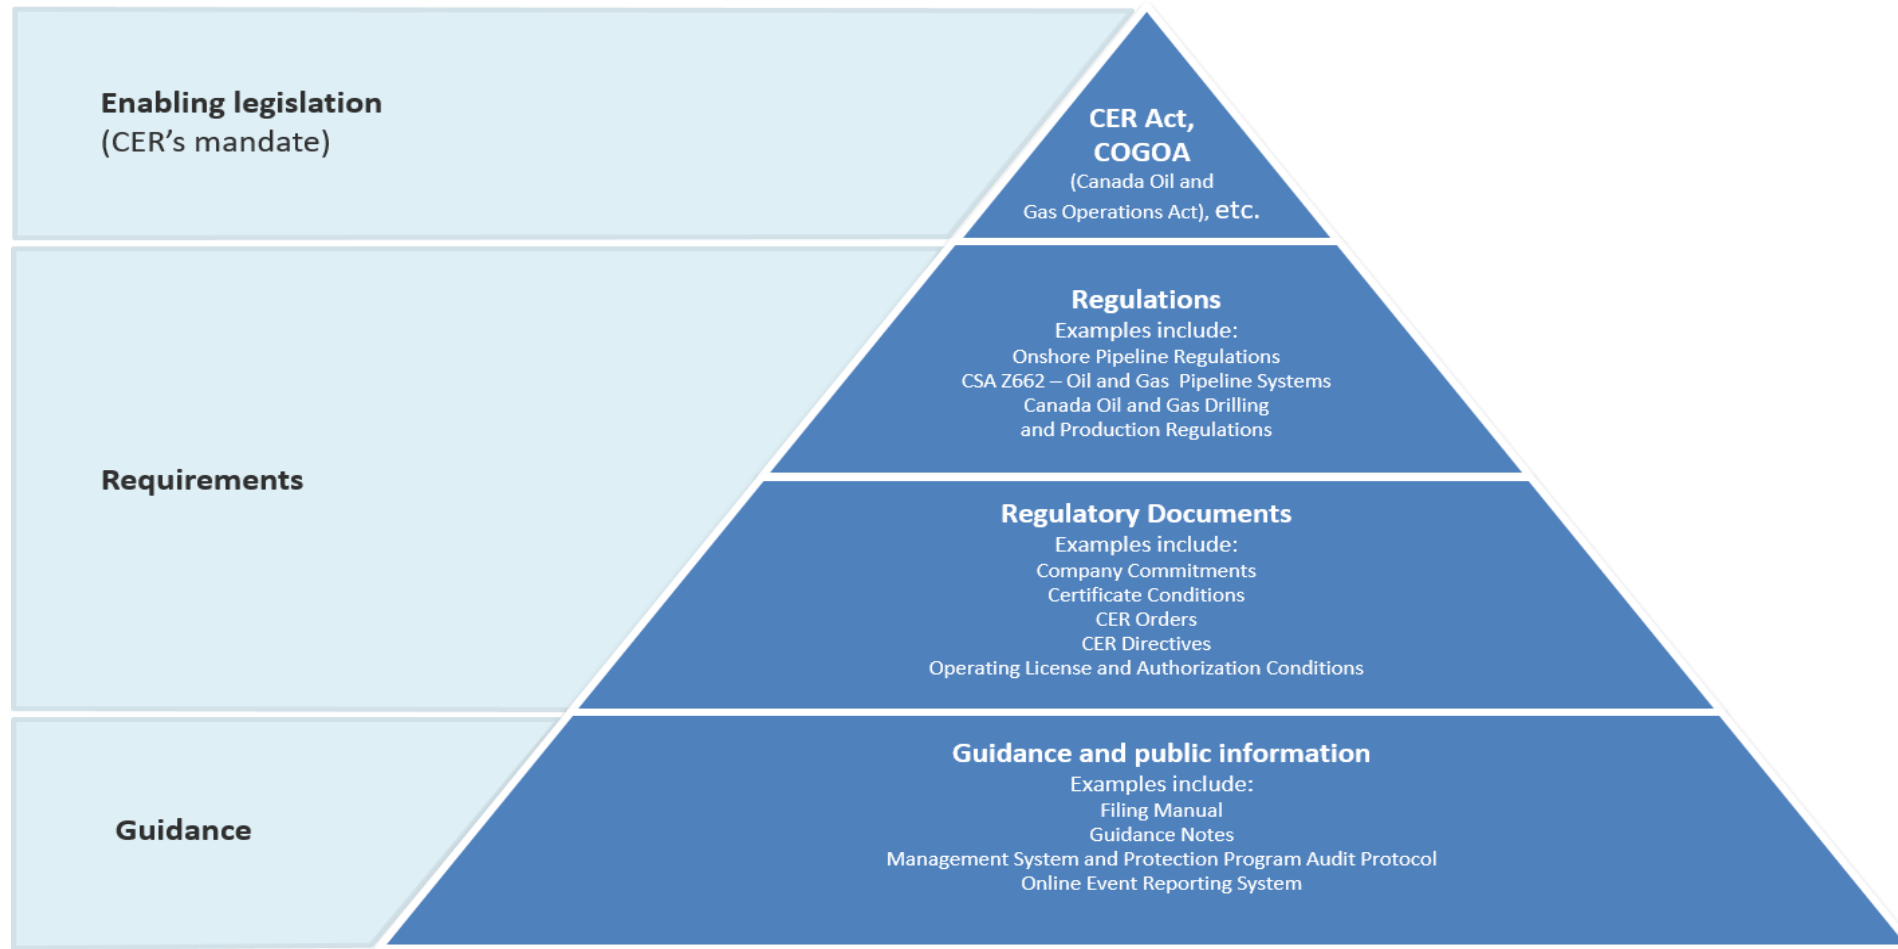 Enabling legislation
(CER’s mandate)
CER Act,
COGOA
(Canada Oil and
Gas Operations Act), etc.
Requirements
Regulations
Examples include:
Onshore Pipeline Regulations
CSA Z662 – Oil and Gas  Pipeline Systems
Canada Oil and Gas Drilling
and Production Regulations
Regulatory Documents
Examples include:
Company Commitments
Certificate Conditions
CER Orders
CER Directives
Operating License and Authorization Conditions
Guidance
Guidance and public information
Examples include:
Filing Manual
Guidance Notes
Management System and Protection Program Audit Protocol
Online Event Reporting System